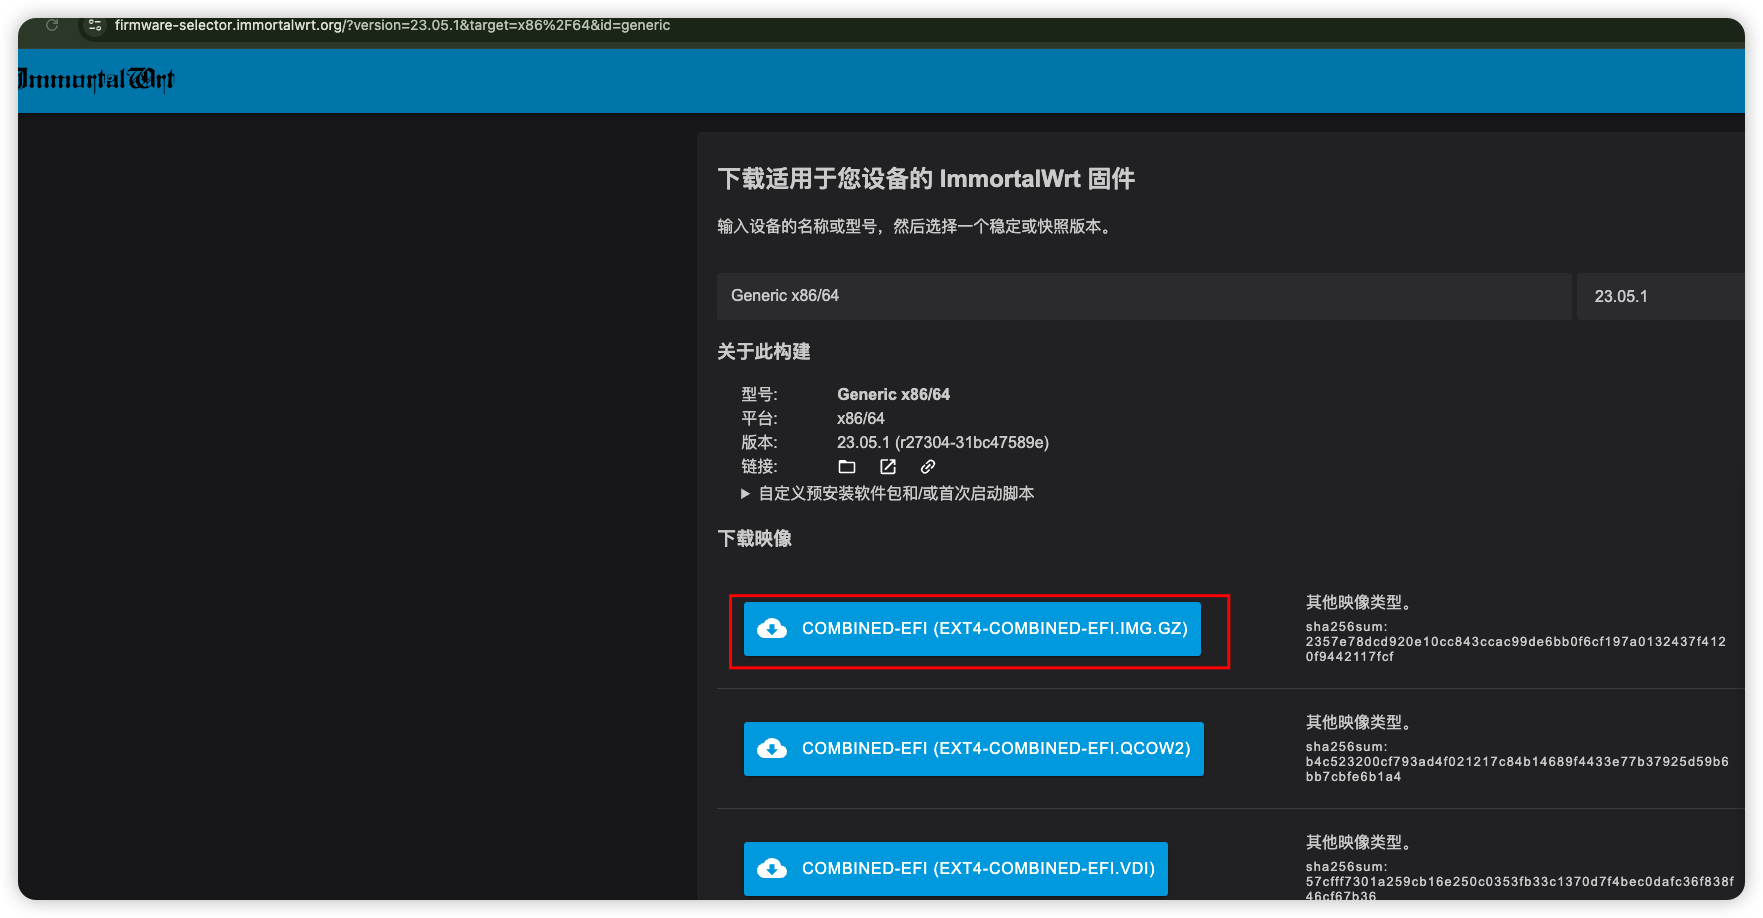 firmware-selector.immortalwrt.org/?version=23.05.1&target=x86%2F64&id=generic
ImmortalWrt
下载适用于您设备的 ImmortalWrt 固件
输入设备的名称或型号，然后选择一个稳定或快照版本。
Generic x86/64 23.05.1
关于此构建
型号: Generic x86/64
平台: x86/64
版本: 23.05.1 (r27304-31bc47589e)
链接:
自定义预安装软件包和/或首次启动脚本
下载映像
COMBINED-EFI (EXT4-COMBINED-EFI.IMG.GZ)
其他映像类型。
sha256sum:
2357e78dcd920e10cc843ccac99de6bb0f6cf197a0132437f412
0f9442117fcf
COMBINED-EFI (EXT4-COMBINED-EFI.QCOW2)
其他映像类型。
sha256sum:
b4c523200cf793ad4f021217c84b14689f4433e77b37925d59b6
bb7cbfe6b1a4
COMBINED-EFI (EXT4-COMBINED-EFI.VDI)
其他映像类型。
sha256sum:
57cfff7301a259cb16e250c0353fb33c1370d7f4bec0dafc36f838f
46cf67b36